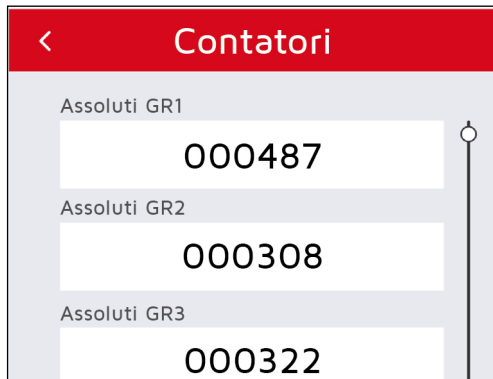 Contatori
Assoluti GR1
000487
Assoluti GR2
000308
Assoluti GR3
000322